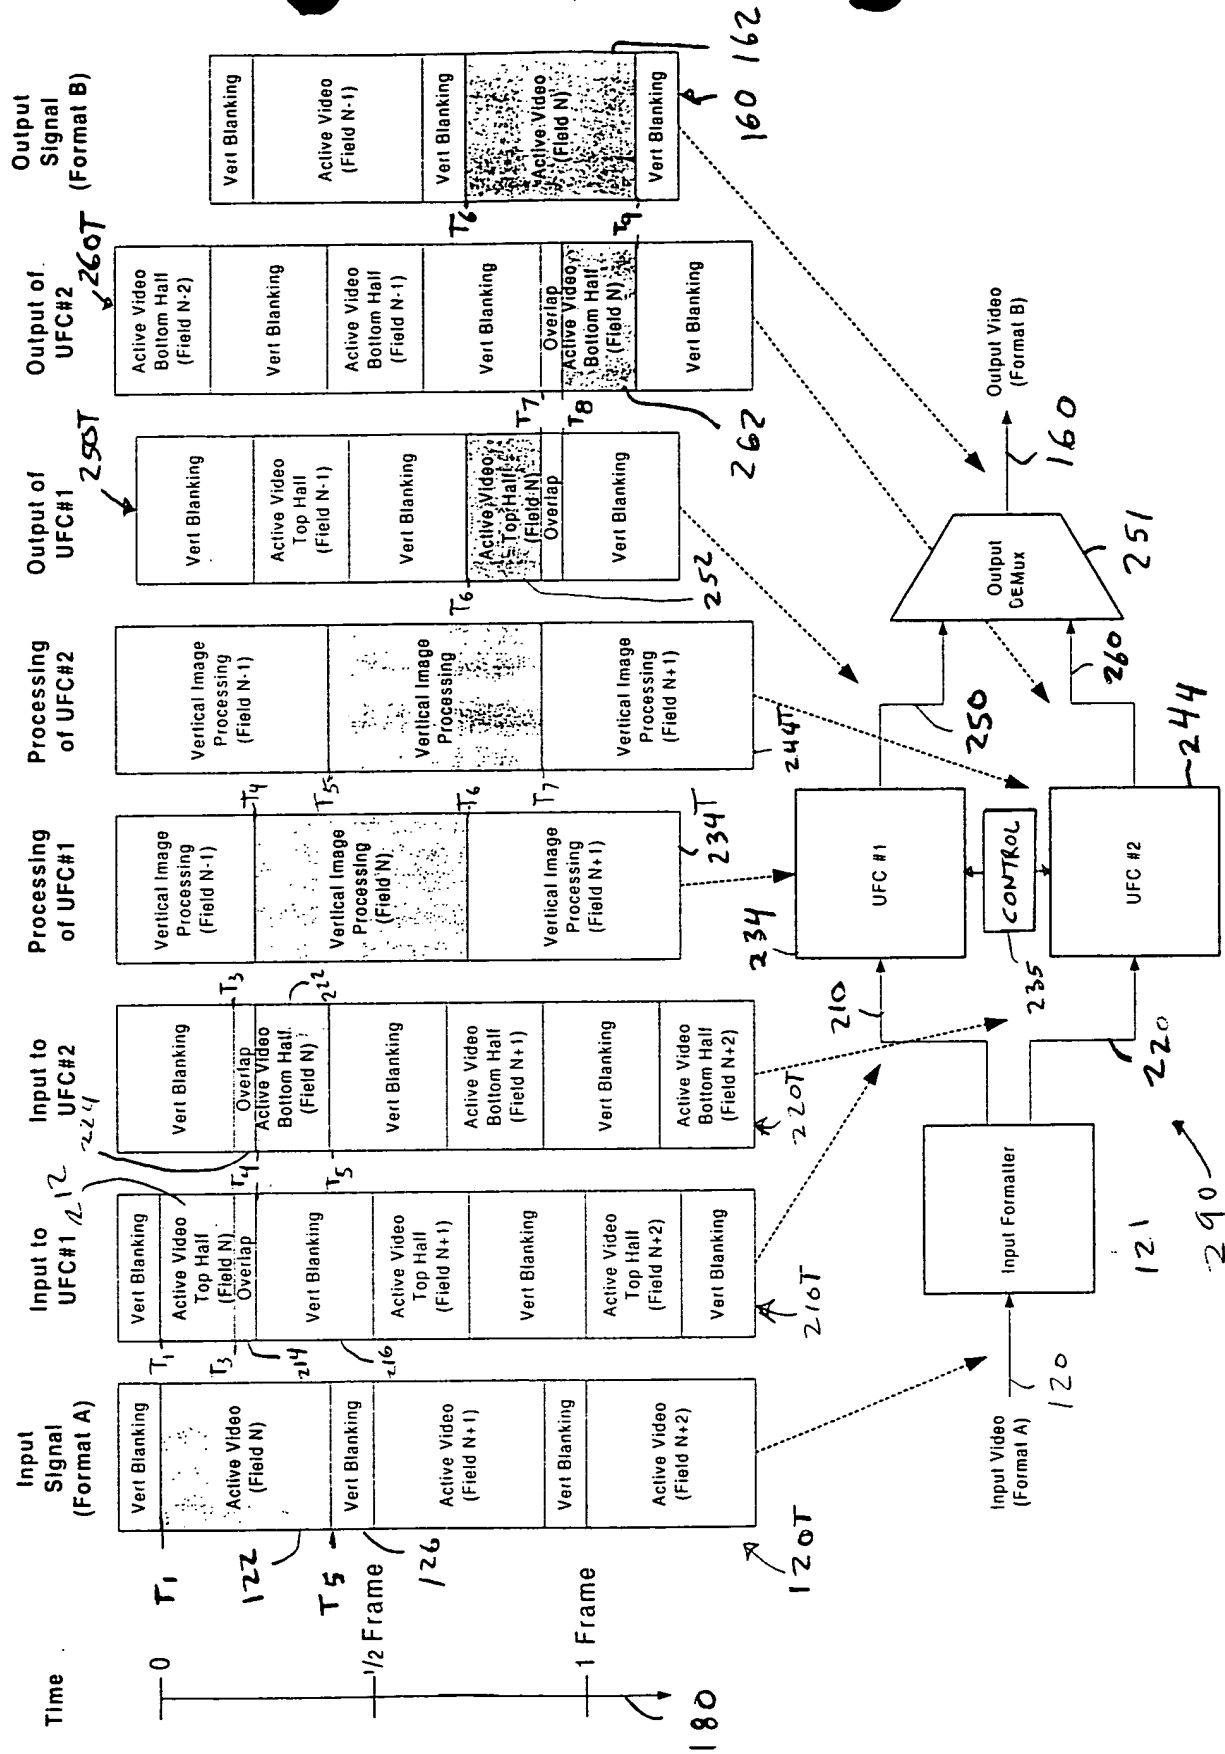 Time
0
1/2 Frame
1 Frame
180
Input
Signal
(Format A)
Vert Blanking
Active Video
(Field N)
Vert Blanking
Active Video
(Field N+1)
Vert Blanking
Active Video
(Field N+2)
T1
122
T5
126
120T
Input to
UFC#1
212
Vert Blanking
Active Video
Top Half
(Field N)
Overlap
Vert Blanking
Active Video
Top Half
(Field N+1)
Vert Blanking
Active Video
Top Half
(Field N+2)
Vert Blanking
T1
T3
214
216
210T
Input to
UFC#2
224
Vert Blanking
Overlap
Active Video
Bottom Half
(Field N)
Vert Blanking
Active Video
Bottom Half
(Field N+1)
Vert Blanking
Active Video
Bottom Half
(Field N+2)
T4
T5
T3
222
220T
Processing
of UFC#1
Vertical Image
Processing
(Field N-1)
Vertical Image
Processing
(Field N)
Vertical Image
Processing
(Field N+1)
234T
Processing
of UFC#2
Vertical Image
Processing
(Field N-1)
Vertical Image
Processing
Vertical Image
Processing
(Field N+1)
T4
T5
T6
T7
244T
Output of
UFC#1
250T
Vert Blanking
Active Video
Top Half
(Field N-1)
Vert Blanking
Active Video
Top Half
(Field N)
Overlap
Vert Blanking
T6
252
Output of
UFC#2
260T
Active Video
Bottom Half
(Field N-2)
Vert Blanking
Active Video
Bottom Half
(Field N-1)
Vert Blanking
Overlap
Active Video
Bottom Half
(Field N)
Vert Blanking
T7
T8
262
Output
Signal
(Format B)
Vert Blanking
Active Video
(Field N-1)
Vert Blanking
Active Video
(Field N)
Vert Blanking
T6
T9
160
162
Input Video
(Format A)
120
Input Formatter
121
290
210
220
234
UFC #1
CONTROL
235
UFC #2
244
250
260
Output
DEMux
251
160
Output Video
(Format B)